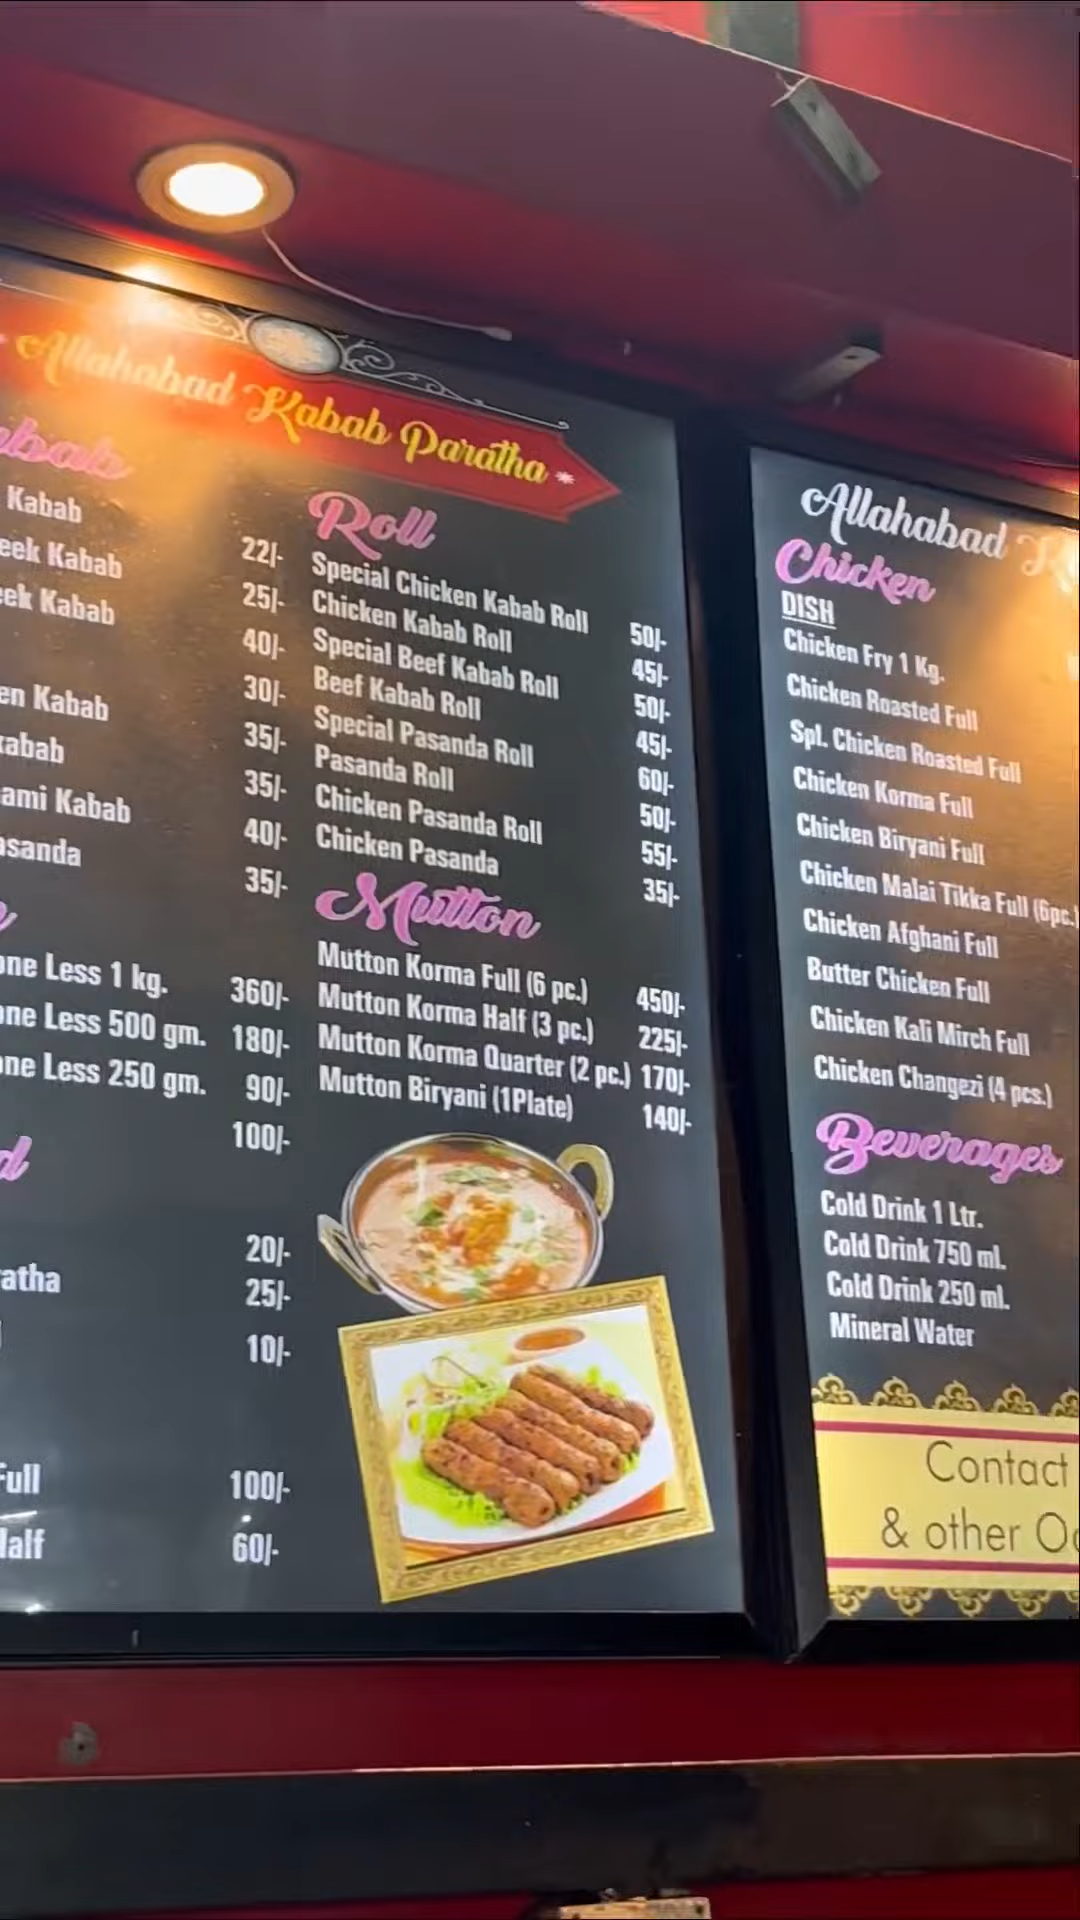 Allahabad Kabab Paratha
Kabab
eek Kabab 22/-
eek Kabab 25/-
40/-
en Kabab 30/-
kabab 35/-
ami Kabab 35/-
asanda 40/-
35/-
one Less 1 kg. 360/-
one Less 500 gm. 180/-
one Less 250 gm. 90/-
100/-
20/-
ratha 25/-
10/-
Full 100/-
Half 60/-
Roll
Special Chicken Kabab Roll 50/-
Chicken Kabab Roll 45/-
Special Beef Kabab Roll 50/-
Beef Kabab Roll 45/-
Special Pasanda Roll 60/-
Pasanda Roll 50/-
Chicken Pasanda Roll 55/-
Chicken Pasanda 35/-
Mutton
Mutton Korma Full (6 pc.) 450/-
Mutton Korma Half (3 pc.) 225/-
Mutton Korma Quarter (2 pc.) 170/-
Mutton Biryani (1Plate) 140/-
Allahabad
Chicken
DISH
Chicken Fry 1 Kg.
Chicken Roasted Full
Spl. Chicken Roasted Full
Chicken Korma Full
Chicken Biryani Full
Chicken Malai Tikka Full (6pc.)
Chicken Afghani Full
Butter Chicken Full
Chicken Kali Mirch Full
Chicken Changezi (4 pcs.)
Beverages
Cold Drink 1 Ltr.
Cold Drink 750 ml.
Cold Drink 250 ml.
Mineral Water
Contact
& other